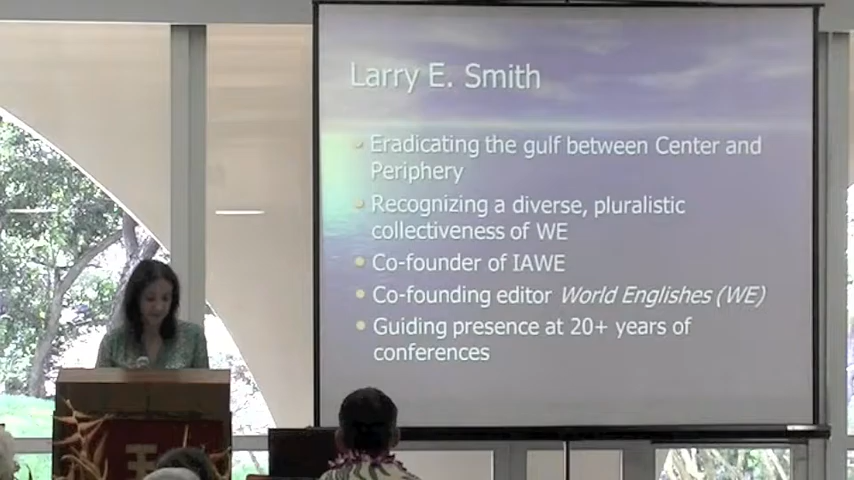 Larry E. Smith
Eradicating the gulf between Center and
Periphery
Recognizing a diverse, pluralistic
collectiveness of WE
Co-founder of IAWE
Co-founding editor World Englishes (WE)
Guiding presence at 20+ years of
conferences